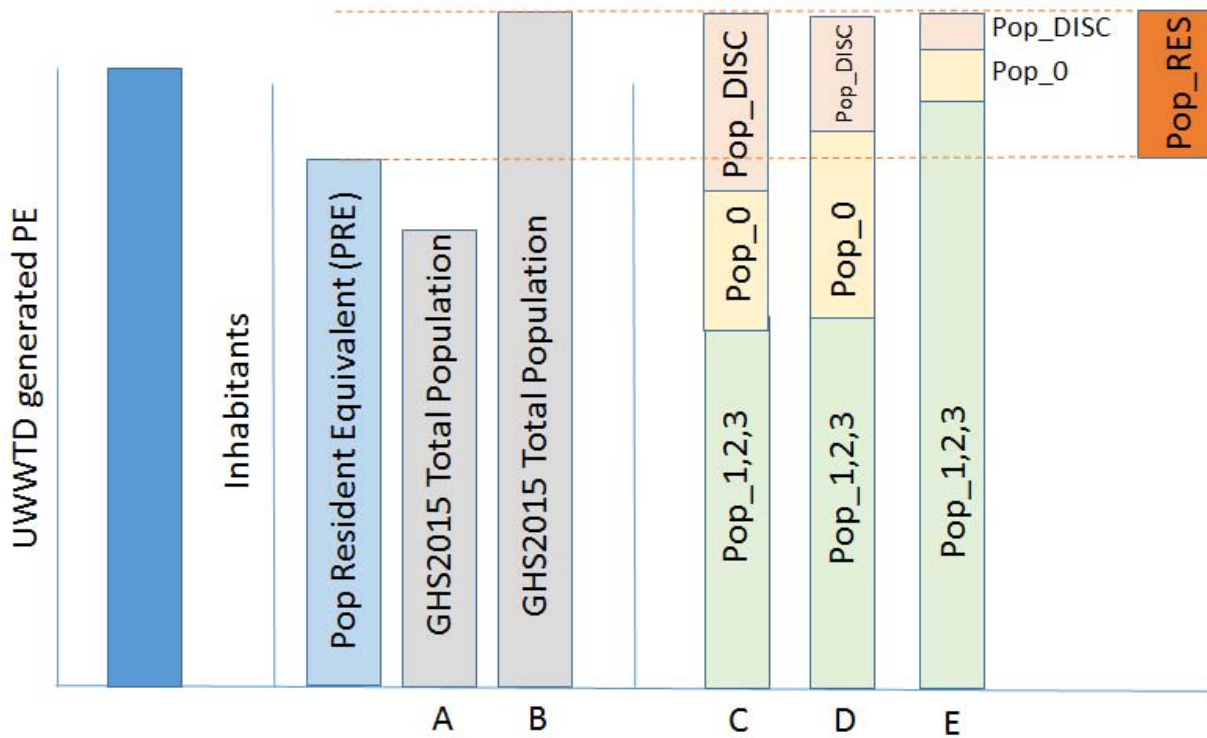 UWWTD generated PE
Inhabitants
Pop Resident Equivalent (PRE)
GHS2015 Total Population
GHS2015 Total Population
Pop_DISC
Pop_0
Pop_1,2,3
Pop_DISC
Pop_0
Pop_1,2,3
Pop_1,2,3
Pop_DISC
Pop_0
Pop_RES
A
B
C
D
E